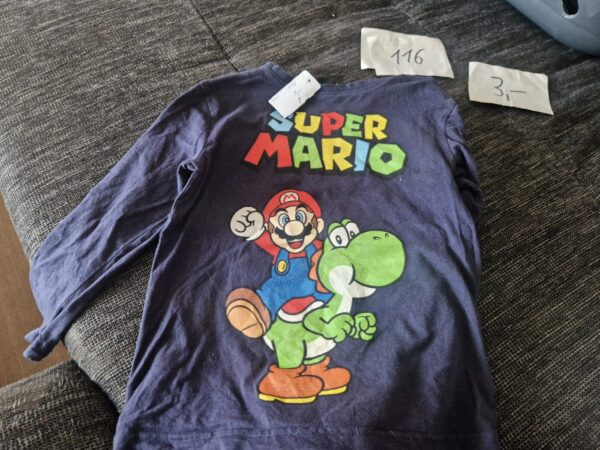 116
3,-
SUPER
MARIO
M